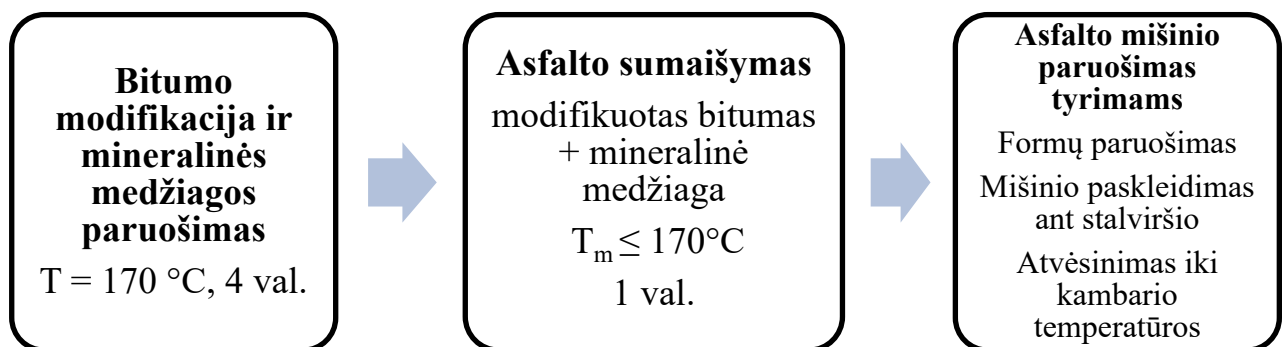 Bitumo
modifikacija ir
mineralinės
medžiagos
paruošimas
T = 170 °C, 4 val.
Asfalto sumaišymas
modifikuotas bitumas
+ mineralinė
medžiaga
Tm ≤ 170°C
1 val.
Asfalto mišinio
paruošimas
tyrimams
Formų paruošimas
Mišinio paskleidimas
ant stalviršio
Atvėsinimas iki
kambario
temperatūros